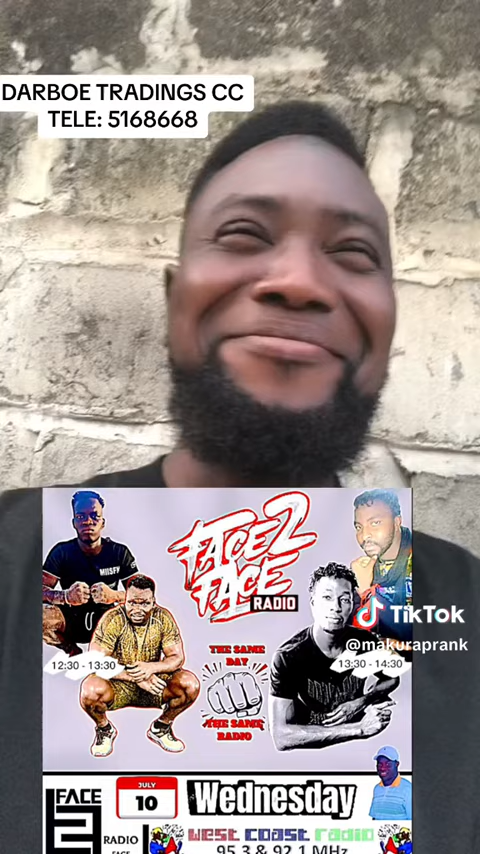 DARBOE TRADINGS CC
TELE: 5168668
FACE 2
FACE
RADIO
MIISFIT
TikTok
@makuraprank
12:30 - 13:30
13:30 - 14:30
THE SAME
DAY
THE SAME
RADIO
JULY
10
Wednesday
FACE
2
RADIO
FACE
West Coast radio
95.3 & 92.1 MHz